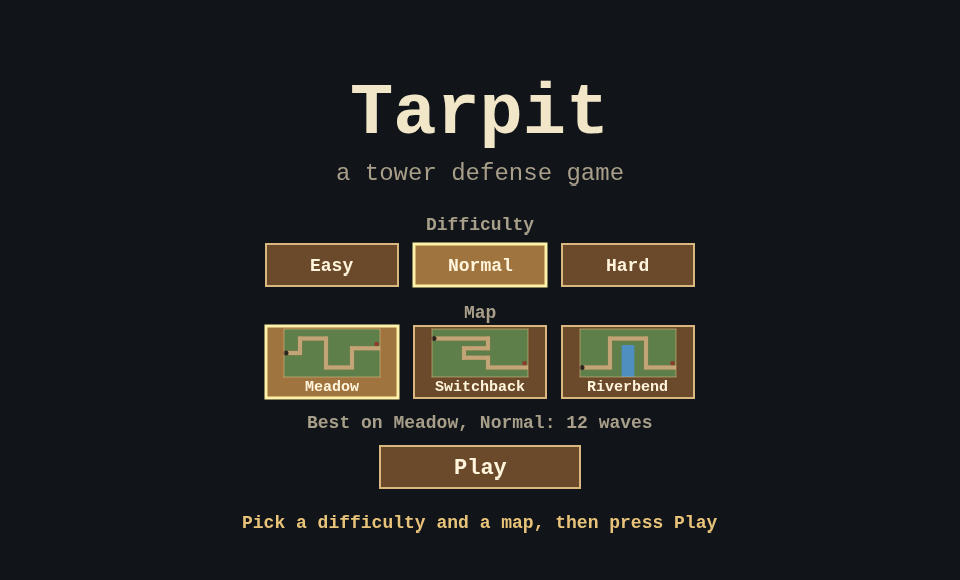 Tarpit
a tower defense game
Difficulty
Easy Normal Hard
Map
Meadow Switchback Riverbend
Best on Meadow, Normal: 12 waves
Play
Pick a difficulty and a map, then press Play